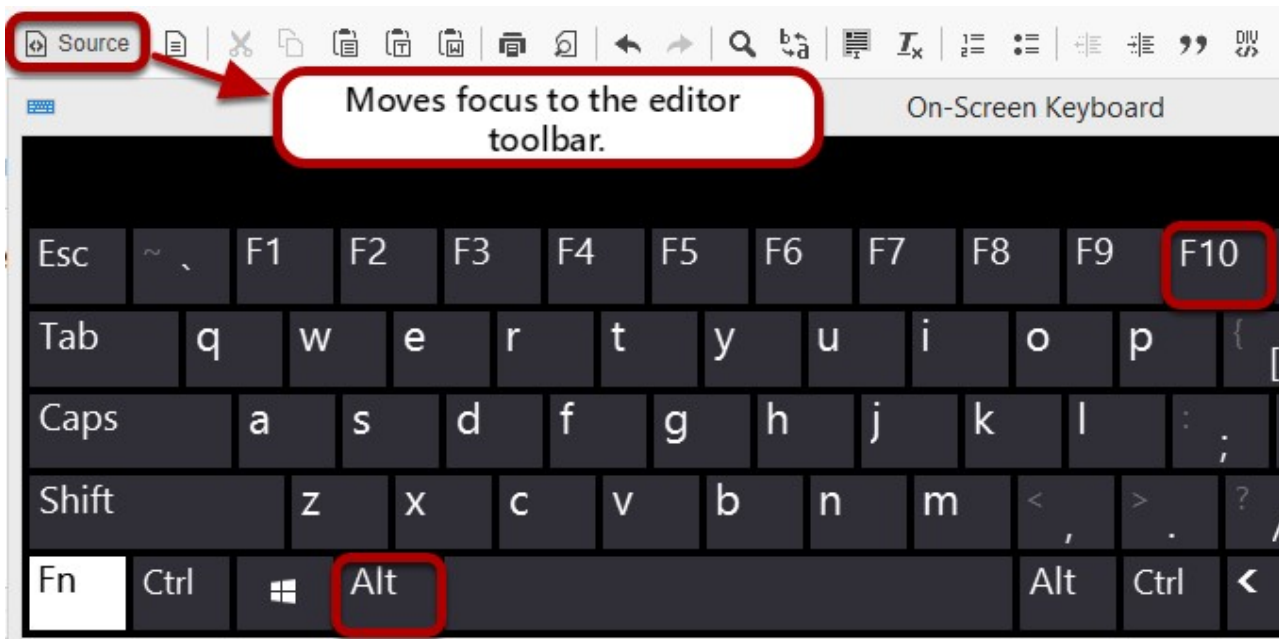 Source
Moves focus to the editor
toolbar.
On-Screen Keyboard
Esc ~ ` F1 F2 F3 F4 F5 F6 F7 F8 F9 F10
Tab q w e r t y u i o p { [
Caps a s d f g h j k l : ;
Shift z x c v b n m < , > . ? /
Fn Ctrl Alt Alt Ctrl <